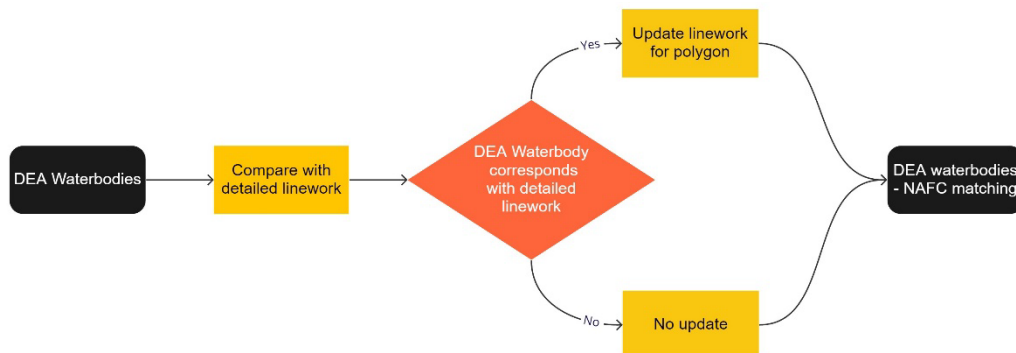 DEA Waterbodies
Compare with
detailed linework
DEA Waterbody
corresponds
with detailed
linework
Yes
Update linework
for polygon
No
No update
DEA waterbodies
- NAFC matching